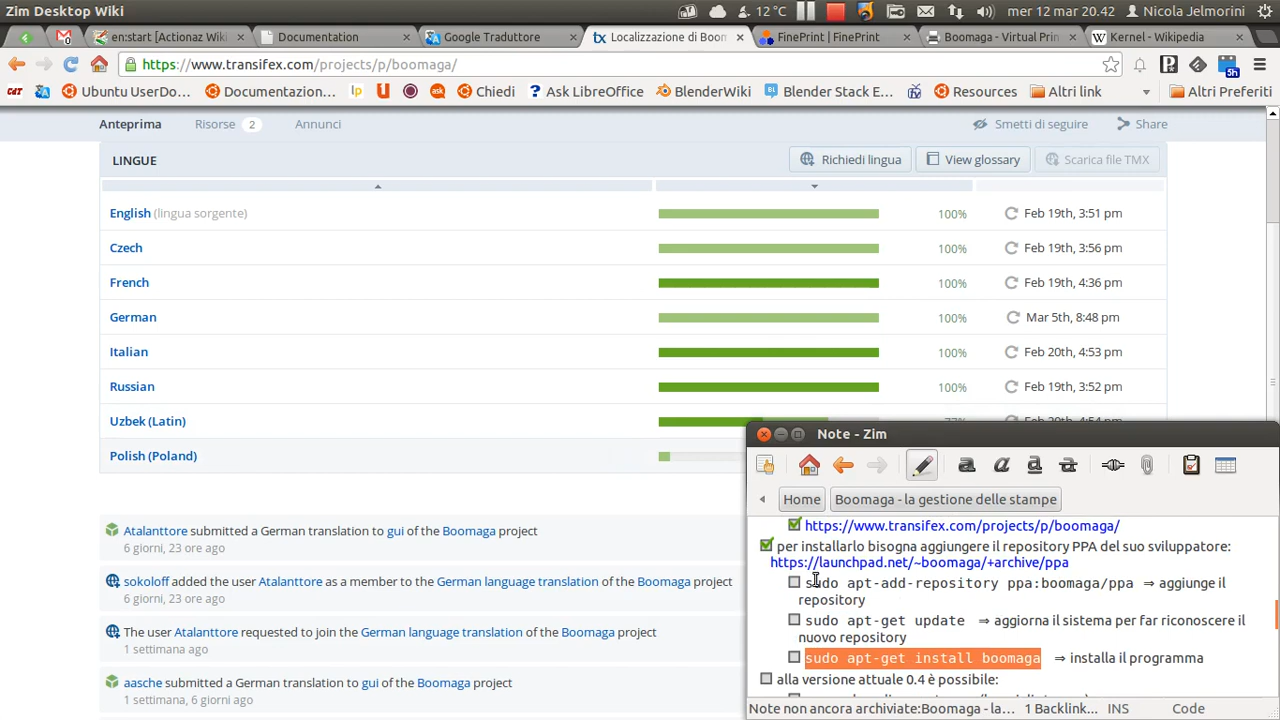 Zim Desktop Wiki
12 °C
mer 12 mar 20.42
Nicola Jelmorini
en:start [Actionaz Wiki
Documentation
Google Traduttore
Localizzazione di Boom
FinePrint | FinePrint
Boomaga - Virtual Prin
Kernel - Wikipedia
https://www.transifex.com/projects/p/boomaga/
CAT
Ubuntu UserDo...
Documentazion...
lp
ask
Chiedi
Ask LibreOffice
BlenderWiki
Blender Stack E...
Resources
Altri link
5h
Altri Preferiti
Anteprima
Risorse 2
Annunci
Smetti di seguire
Share
LINGUE
Richiedi lingua
View glossary
Scarica file TMX
English (lingua sorgente) 100% Feb 19th, 3:51 pm
Czech 100% Feb 19th, 3:56 pm
French 100% Feb 19th, 4:36 pm
German 100% Mar 5th, 8:48 pm
Italian 100% Feb 20th, 4:53 pm
Russian 100% Feb 19th, 3:52 pm
Uzbek (Latin)
Polish (Poland)
Atalanttore submitted a German translation to gui of the Boomaga project
6 giorni, 23 ore ago
sokoloff added the user Atalanttore as a member to the German language translation of the Boomaga project
6 giorni, 23 ore ago
The user Atalanttore requested to join the German language translation of the Boomaga project
1 settimana ago
aasche submitted a German translation to gui of the Boomaga project
1 settimana, 6 giorni ago
Note - Zim
Home
Boomaga - la gestione delle stampe
https://www.transifex.com/projects/p/boomaga/
per installarlo bisogna aggiungere il repository PPA del suo sviluppatore:
https://launchpad.net/~boomaga/+archive/ppa
sudo apt-add-repository ppa:boomaga/ppa ⇒ aggiunge il
repository
sudo apt-get update ⇒ aggiorna il sistema per far riconoscere il
nuovo repository
sudo apt-get install boomaga ⇒ installa il programma
alla versione attuale 0.4 è possibile:
Note non ancora archiviate:Boomaga - la...
1 Backlink...
INS
Code